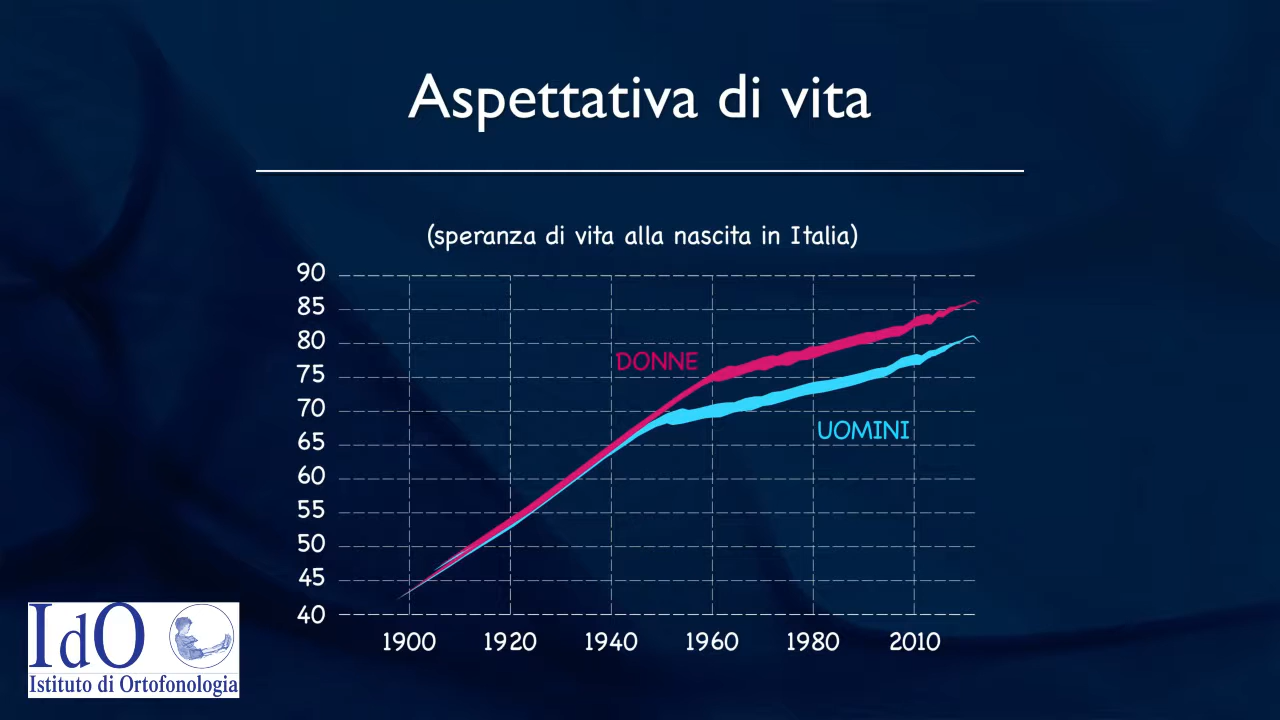 Aspettativa di vita
(speranza di vita alla nascita in Italia)
90
85
80
75
70
65
60
55
50
45
40
DONNE
UOMINI
1900 1920 1940 1960 1980 2010
IdO
Istituto di Ortofonologia